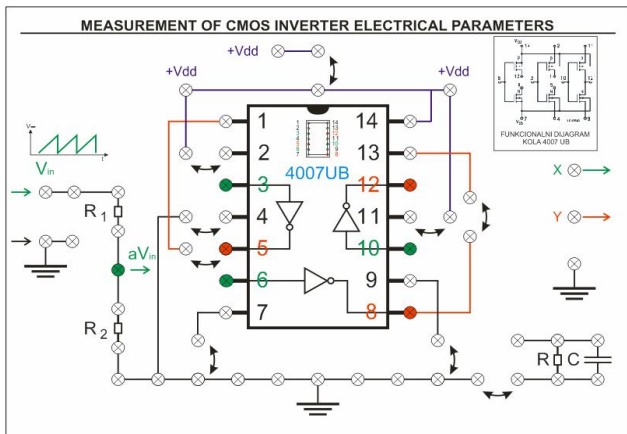 MEASUREMENT OF CMOS INVERTER ELECTRICAL PARAMETERS
+Vdd
+Vdd
+Vdd
FUNKCIONALNI DIJAGRAM
KOLA 4007 UB
4007UB
1
2
3
4
5
6
7
14
13
12
11
10
9
8
Vin
t
R1
aVin
R2
X
Y
R
C